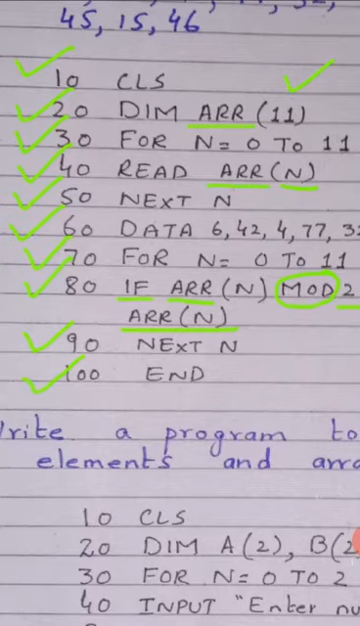 45, 15, 46
10 CLS
20 DIM ARR (11)
30 FOR N= 0 TO 11
40 READ ARR(N)
50 NEXT N
60 DATA 6, 42, 4, 77, 32
70 FOR N= 0 TO 11
80 IF ARR (N) MOD 2
ARR(N)
90 NEXT N
100 END
Write a program to
elements and arra
10 CLS
20 DIM A(2), B(2
30 FOR N= 0 TO 2
40 INPUT "Enter nu